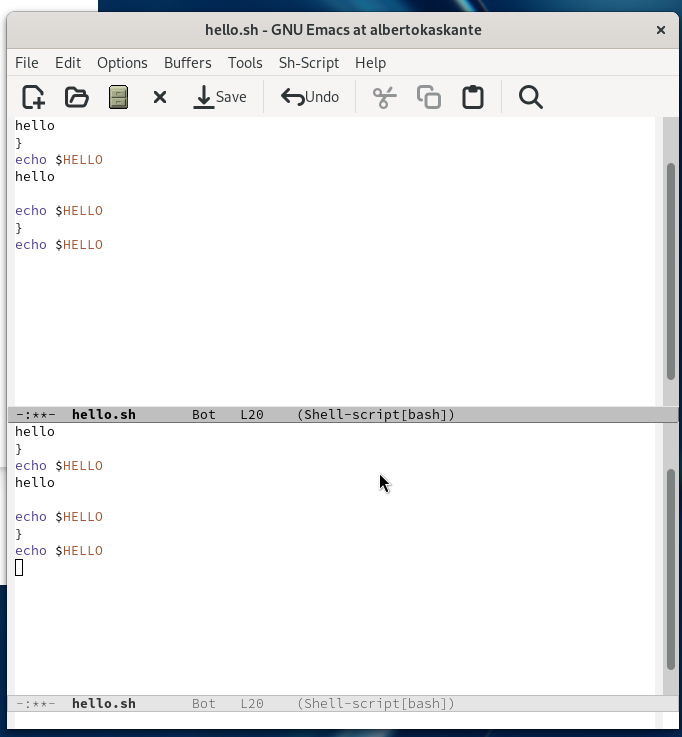 hello.sh - GNU Emacs at albertokaskante
File Edit Options Buffers Tools Sh-Script Help
Save Undo
hello
}
echo $HELLO
hello
echo $HELLO
}
echo $HELLO
-:**- hello.sh Bot L20 (Shell-script[bash])
hello
}
echo $HELLO
hello
echo $HELLO
}
echo $HELLO
-:**- hello.sh Bot L20 (Shell-script[bash])